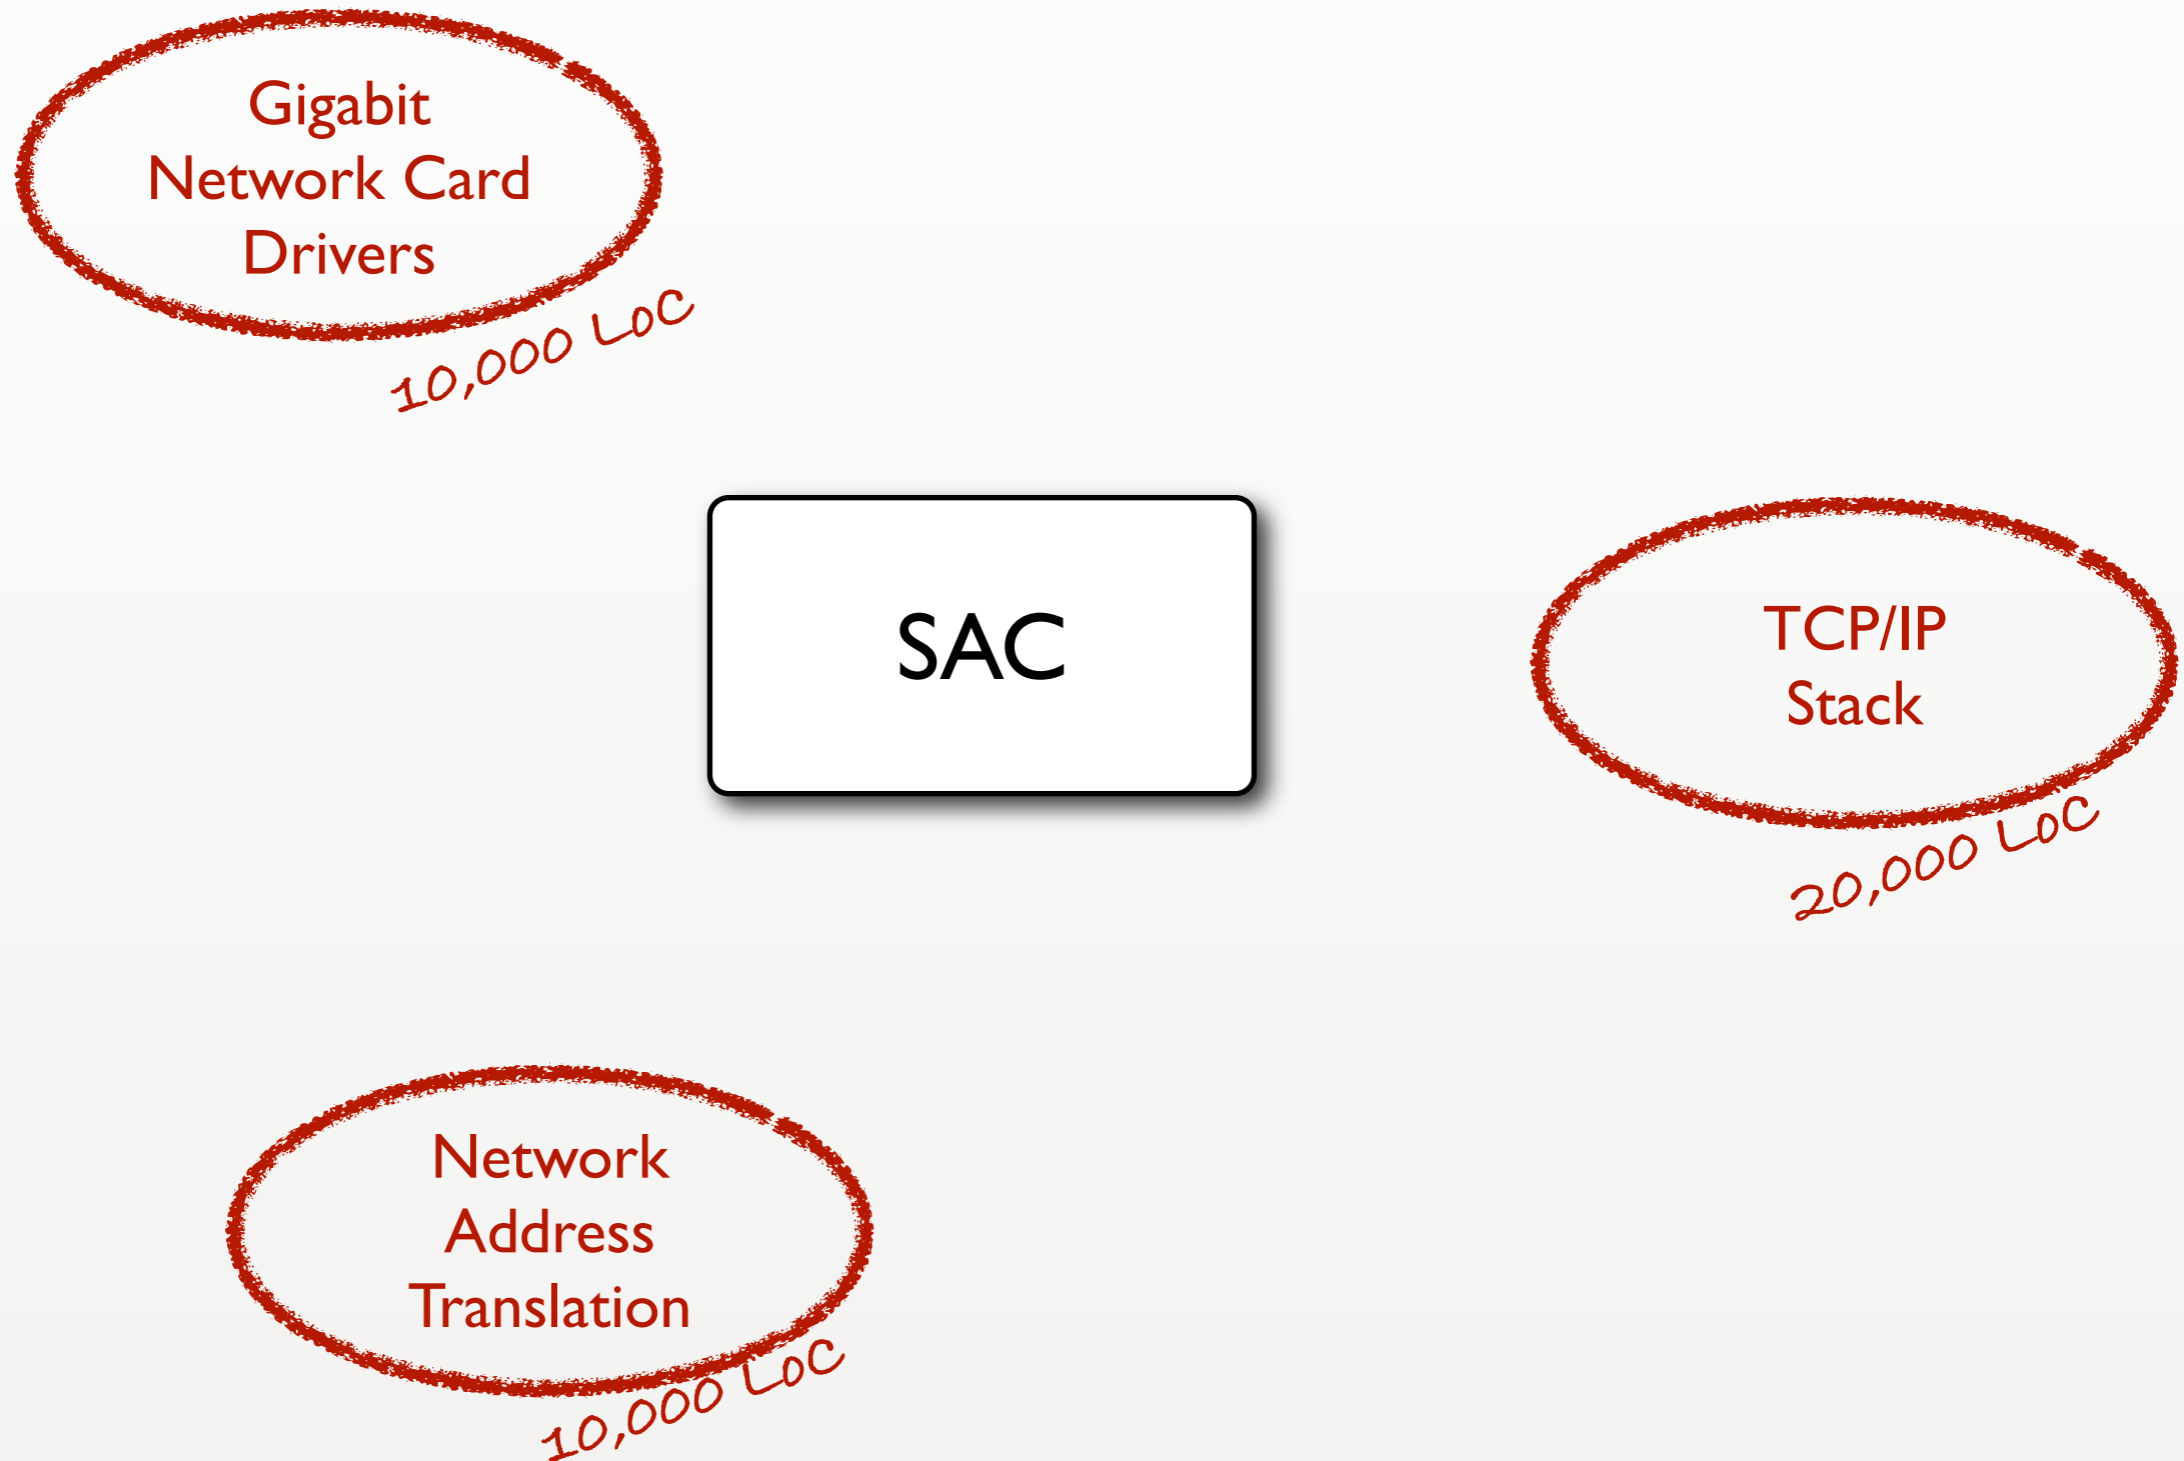 Gigabit
Network Card
Drivers
10,000 LoC
SAC
TCP/IP
Stack
20,000 LoC
Network
Address
Translation
10,000 LoC